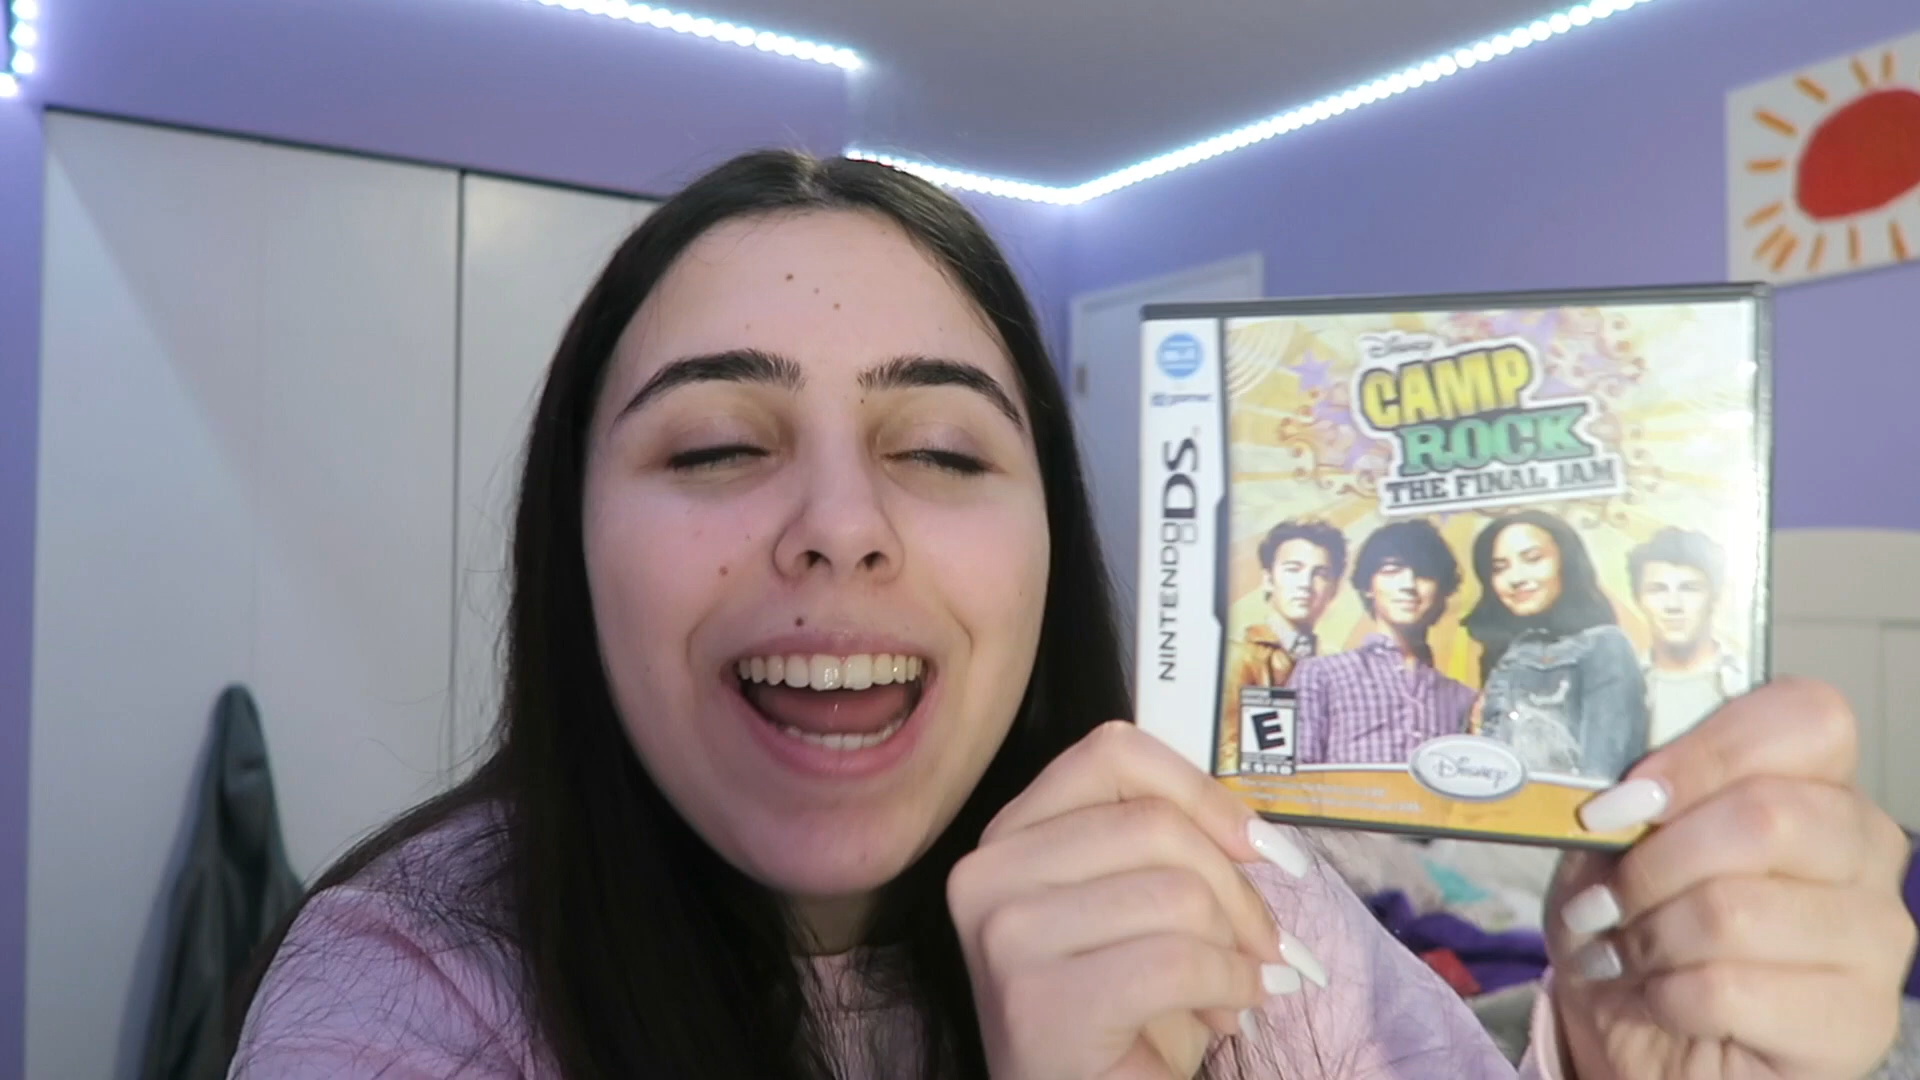 NINTENDO DS
Disney
CAMP
ROCK
THE FINAL JAM
E
ESRB
Disney